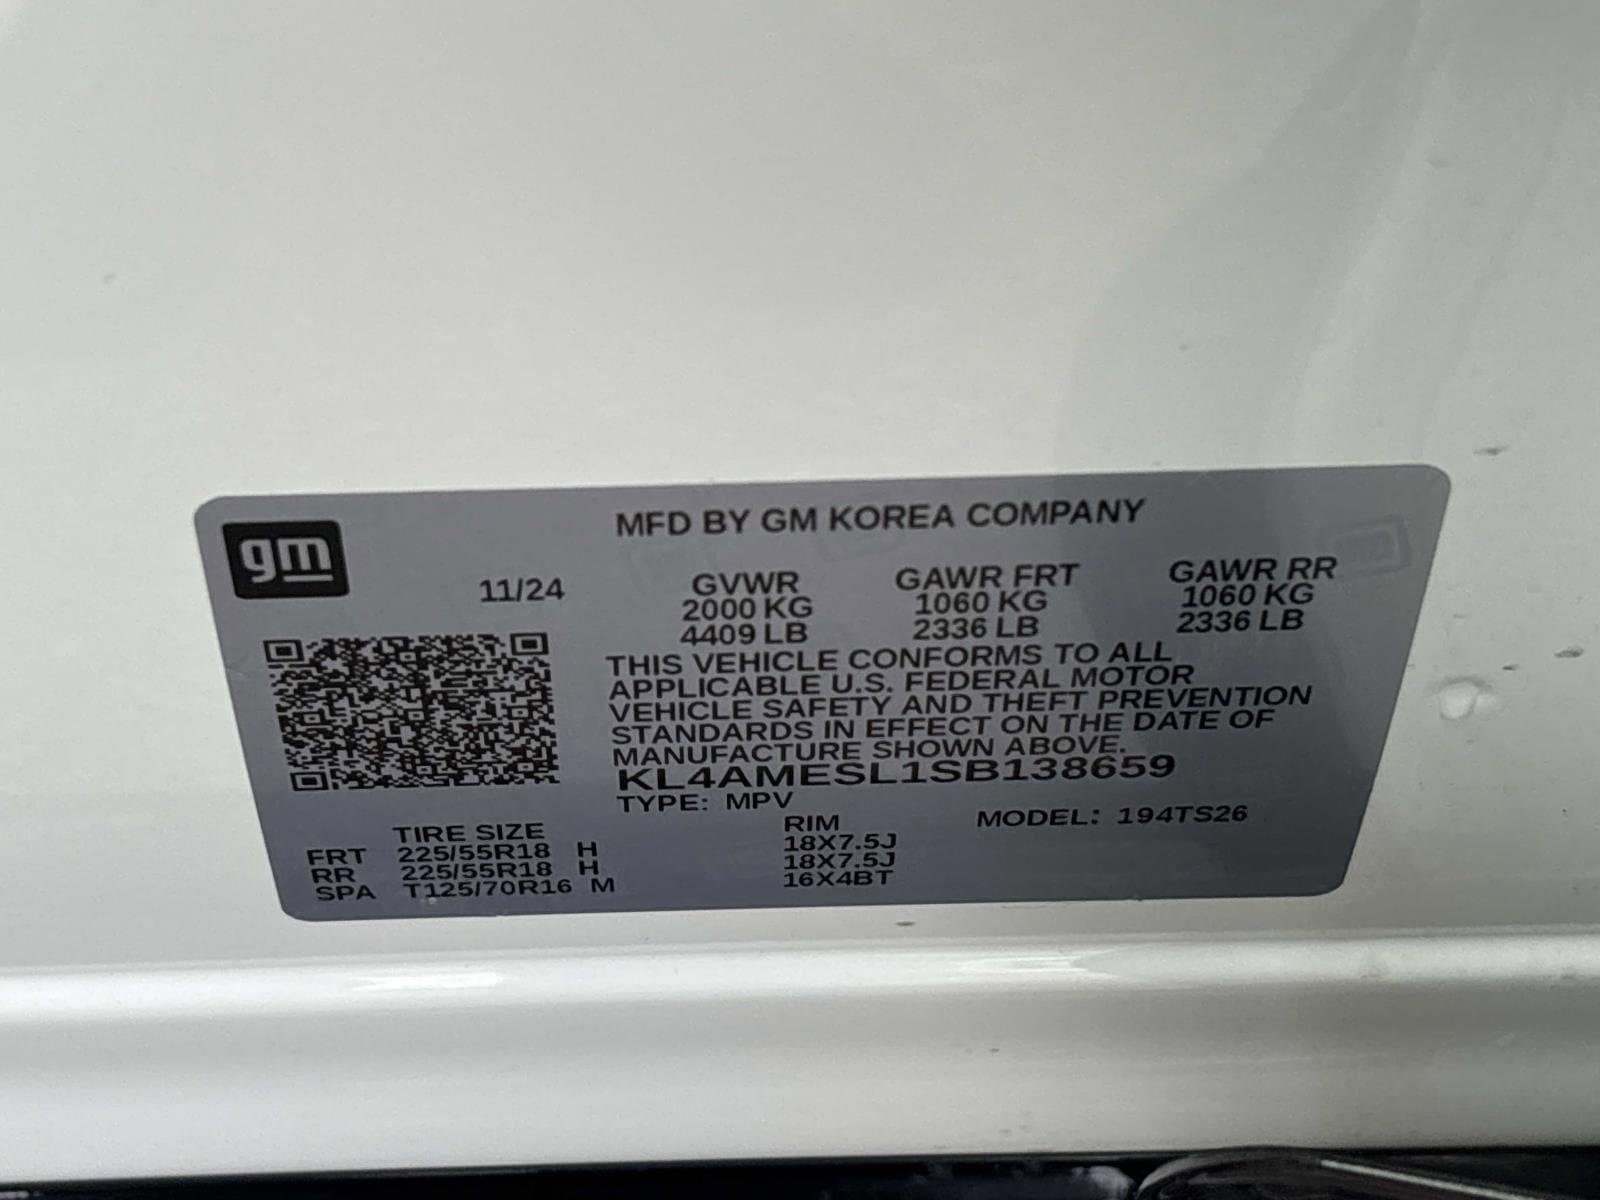 gm
MFD BY GM KOREA COMPANY
11/24
GVWR GAWR FRT GAWR RR
2000 KG 1060 KG 1060 KG
4409 LB 2336 LB 2336 LB
THIS VEHICLE CONFORMS TO ALL
APPLICABLE U.S. FEDERAL MOTOR
VEHICLE SAFETY AND THEFT PREVENTION
STANDARDS IN EFFECT ON THE DATE OF
MANUFACTURE SHOWN ABOVE.
KL4AMESL1SB138659
TYPE: MPV
TIRE SIZE RIM MODEL: 194TS26
FRT 225/55R18 H 18X7.5J
RR 225/55R18 H 18X7.5J
SPA T125/70R16 M 16X4BT